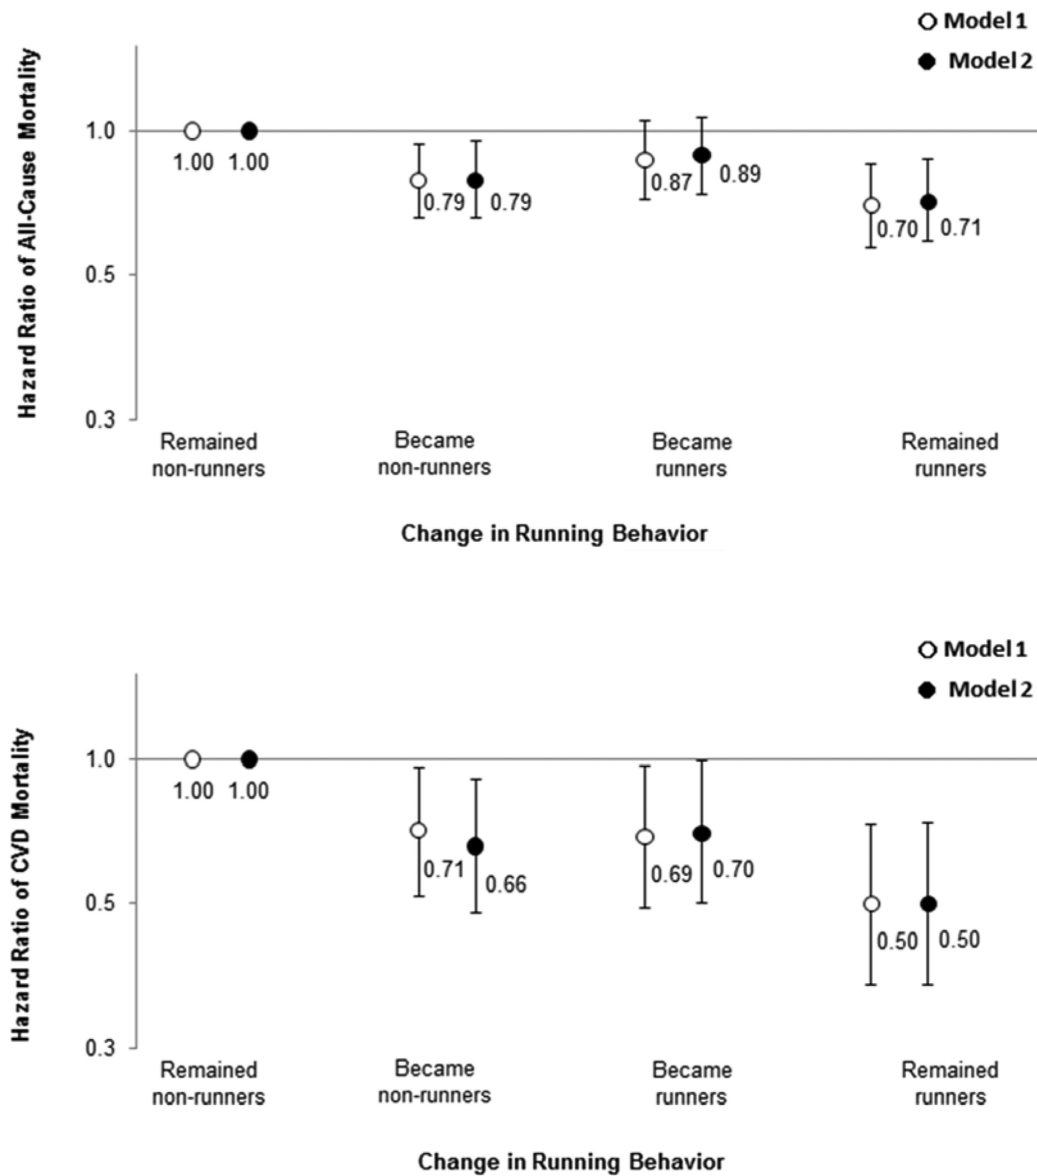 Model 1
Model 2
Hazard Ratio of All-Cause Mortality
1.0
1.00 1.00
0.79 0.79
0.87 0.89
0.70 0.71
0.5
0.3
Remained
non-runners
Became
non-runners
Became
runners
Remained
runners
Change in Running Behavior
Model 1
Model 2
Hazard Ratio of CVD Mortality
1.0
1.00 1.00
0.71 0.66
0.69 0.70
0.50 0.50
0.5
0.3
Remained
non-runners
Became
non-runners
Became
runners
Remained
runners
Change in Running Behavior